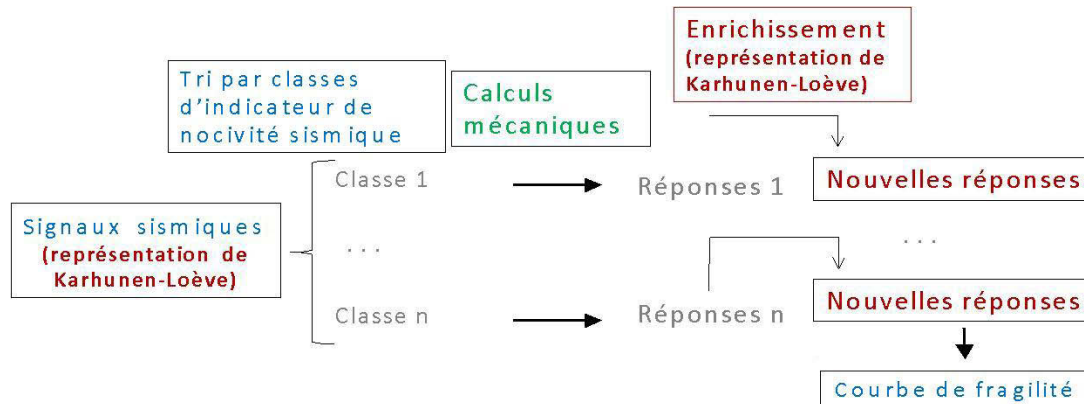 Enrichissement
(représentation de
Karhunen-Loève)
Tri par classes
d'indicateur de
nocivité sismique
Calculs
mécaniques
Classe 1
Réponses 1
Nouvelles réponses
Signaux sismiques
(représentation de
Karhunen-Loève)
...
...
Classe n
Réponses n
Nouvelles réponses
Courbe de fragilité